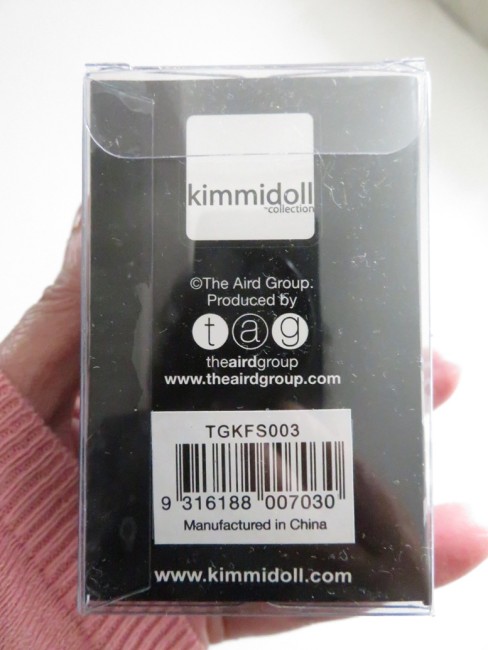 kimmidoll
collection
©The Aird Group.
Produced by
tag
theairdgroup
www.theairdgroup.com
TGKFS003
9 316188 007030
Manufactured in China
www.kimmidoll.com